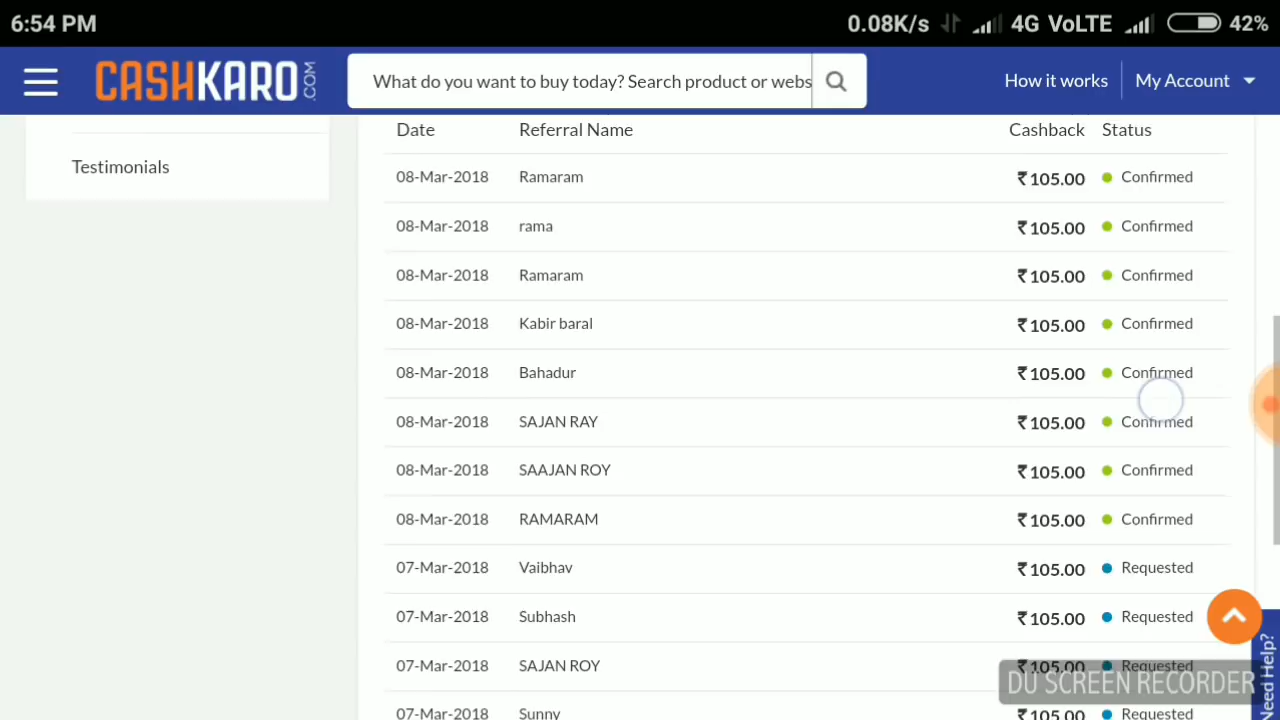 6:54 PM 0.08K/s 4G VoLTE 42%
CASHKARO.COM What do you want to buy today? Search product or webs How it works My Account
Date Referral Name Cashback Status
Testimonials
08-Mar-2018 Ramaram ₹105.00 Confirmed
08-Mar-2018 rama ₹105.00 Confirmed
08-Mar-2018 Ramaram ₹105.00 Confirmed
08-Mar-2018 Kabir baral ₹105.00 Confirmed
08-Mar-2018 Bahadur ₹105.00 Confirmed
08-Mar-2018 SAJAN RAY ₹105.00 Confirmed
08-Mar-2018 SAAJAN ROY ₹105.00 Confirmed
08-Mar-2018 RAMARAM ₹105.00 Confirmed
07-Mar-2018 Vaibhav ₹105.00 Requested
07-Mar-2018 Subhash ₹105.00 Requested
07-Mar-2018 SAJAN ROY ₹105.00 Requested
07-Mar-2018 Sunny ₹105.00 Requested
Need Help?
DU SCREEN RECORDER